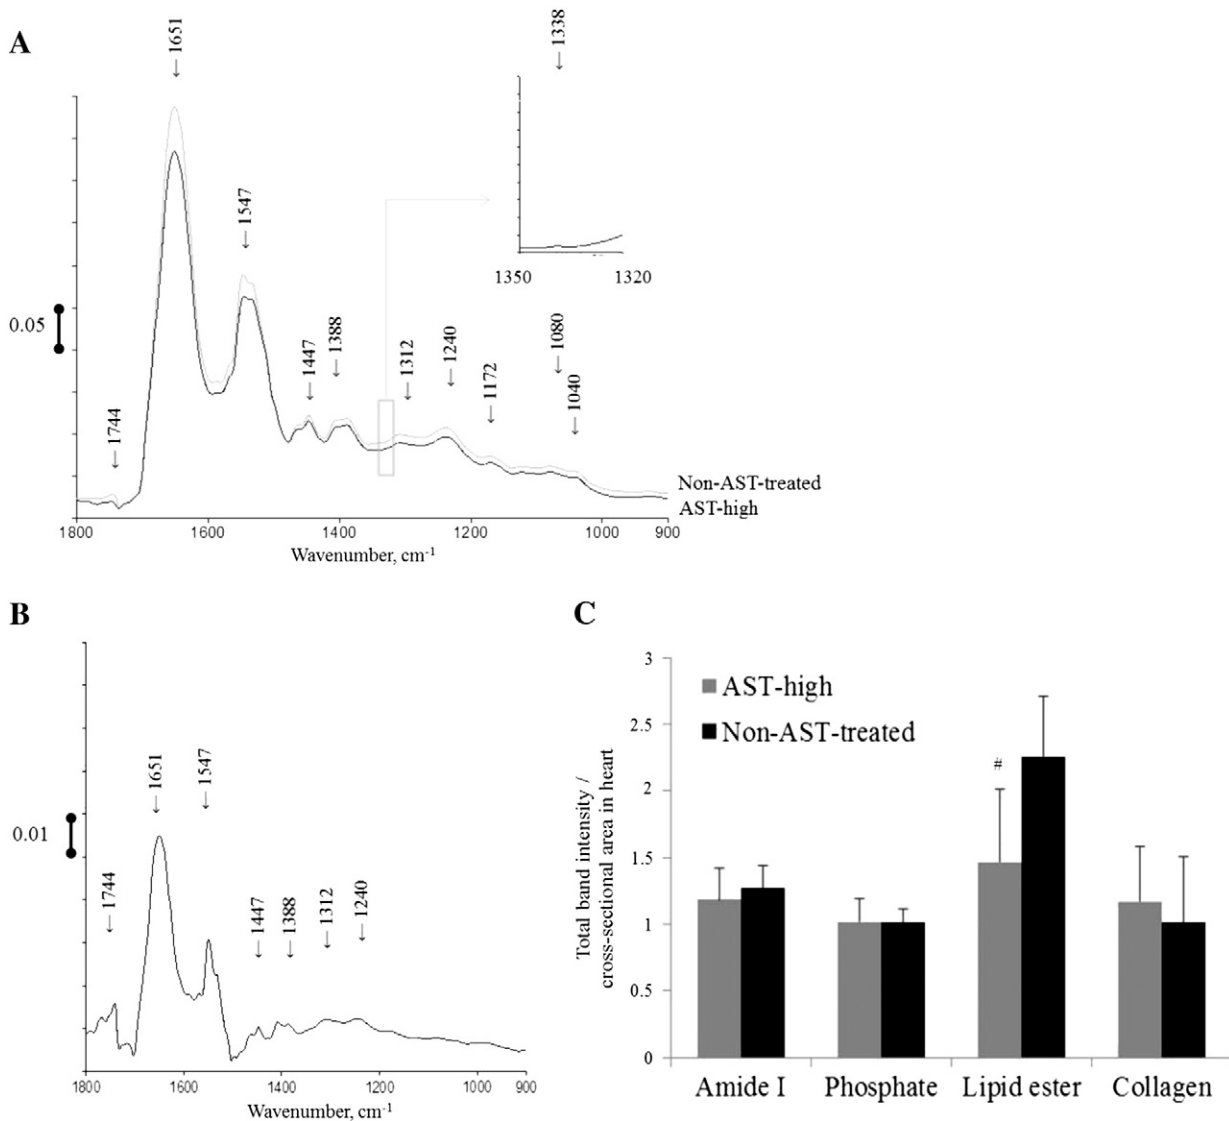 A
1651
1338
1547
1350 1320
0.05
1447
1388
1312
1240
1172
1080
1040
1744
Non-AST-treated
AST-high
1800 1600 1400 1200 1000 900
Wavenumber, cm-1
B
1651
1547
0.01
1744
1447
1388
1312
1240
1800 1600 1400 1200 1000 900
Wavenumber, cm-1
C
Total band intensity /
cross-sectional area in heart
3
2.5
2
1.5
1
0.5
0
AST-high
Non-AST-treated
#
Amide I Phosphate Lipid ester Collagen